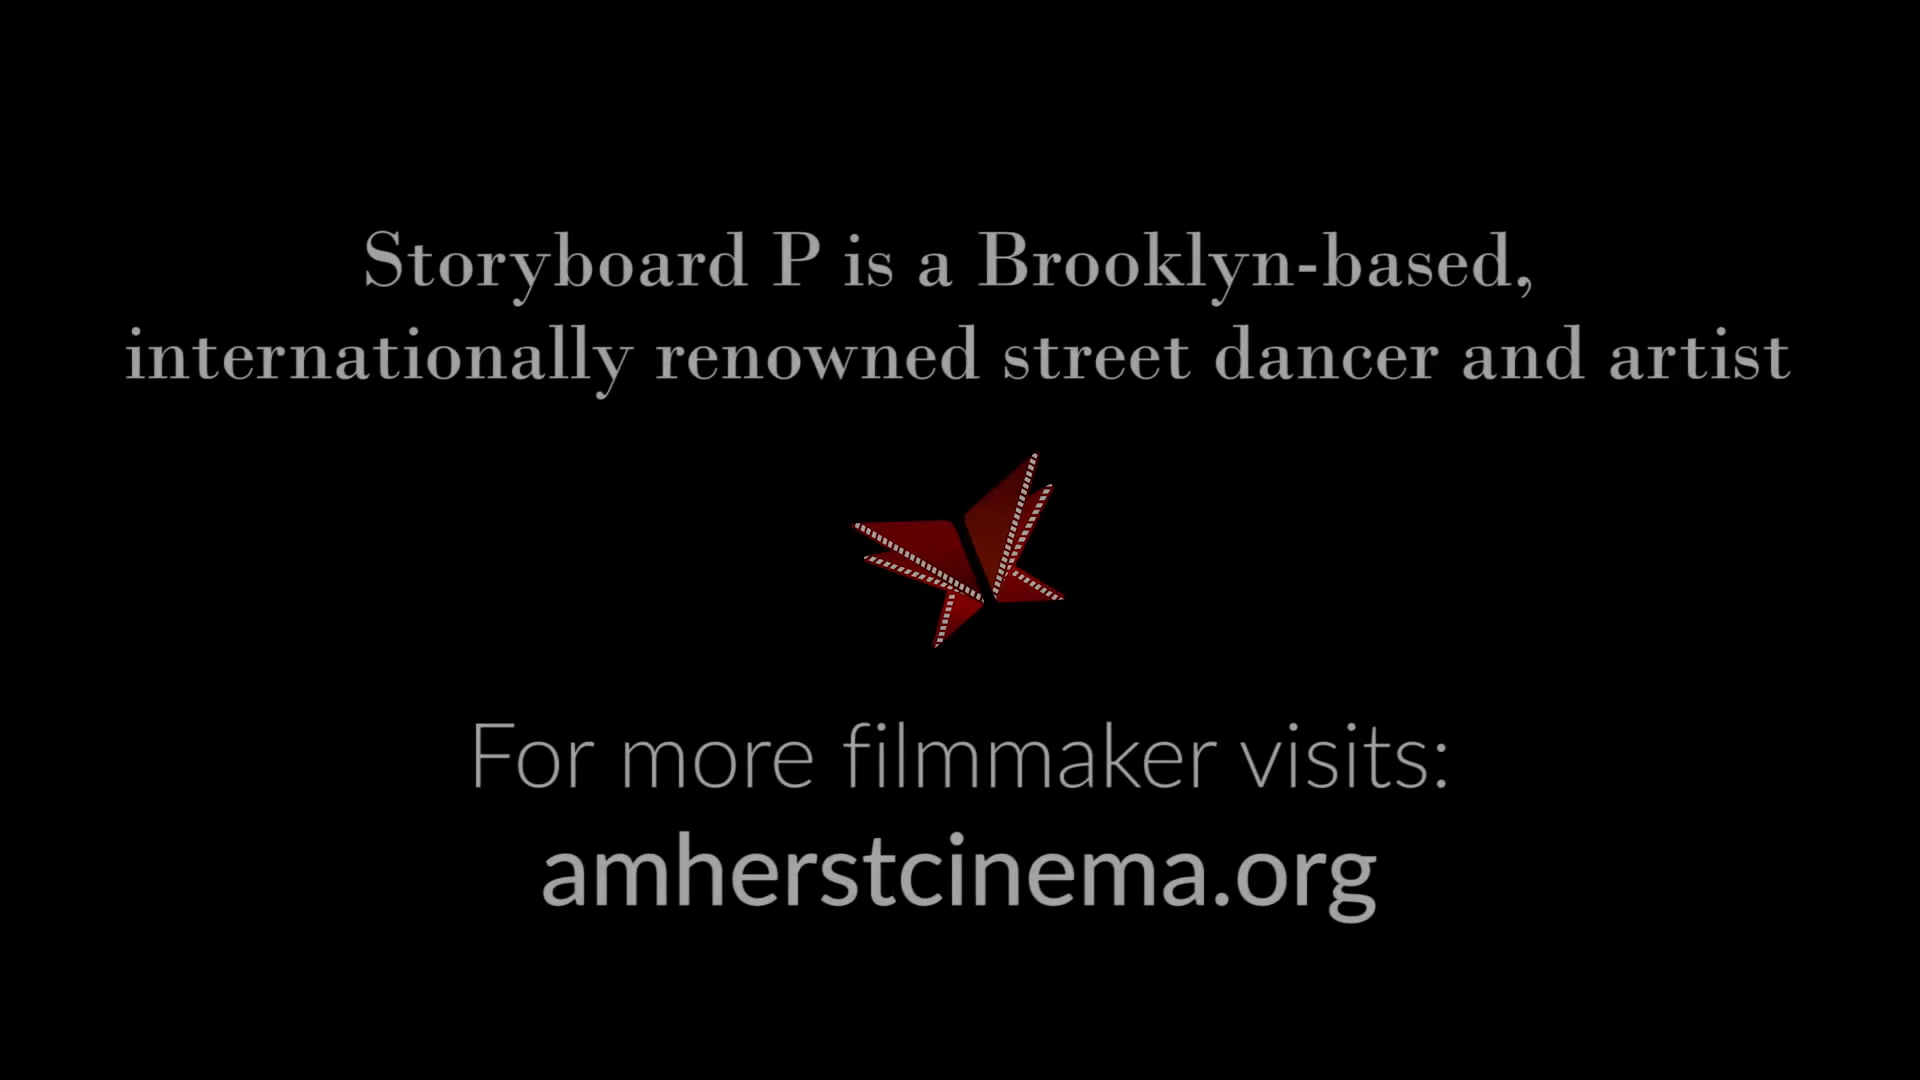 Storyboard P is a Brooklyn-based,
internationally renowned street dancer and artist
For more filmmaker visits:
amherstcinema.org